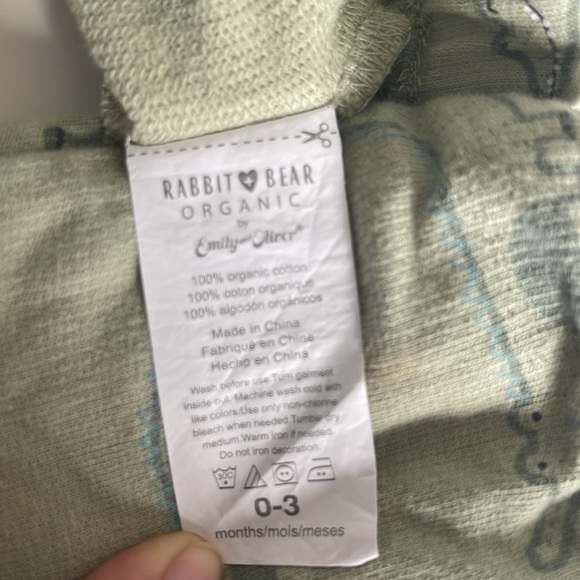 RABBIT BEAR
ORGANIC
by
Emily and Oliver®
100% organic cotton
100% coton organique
100% algodón orgánicos
Made in China
Fabriqué en China
Hecho en China
Wash before use Turn garment
inside out. Machine wash cold with
like colors.Use only non-chlorine
bleach when needed.Tumble dry
medium.Warm Iron if needed.
Do not iron decoration.
30C
0-3
months/mois/meses